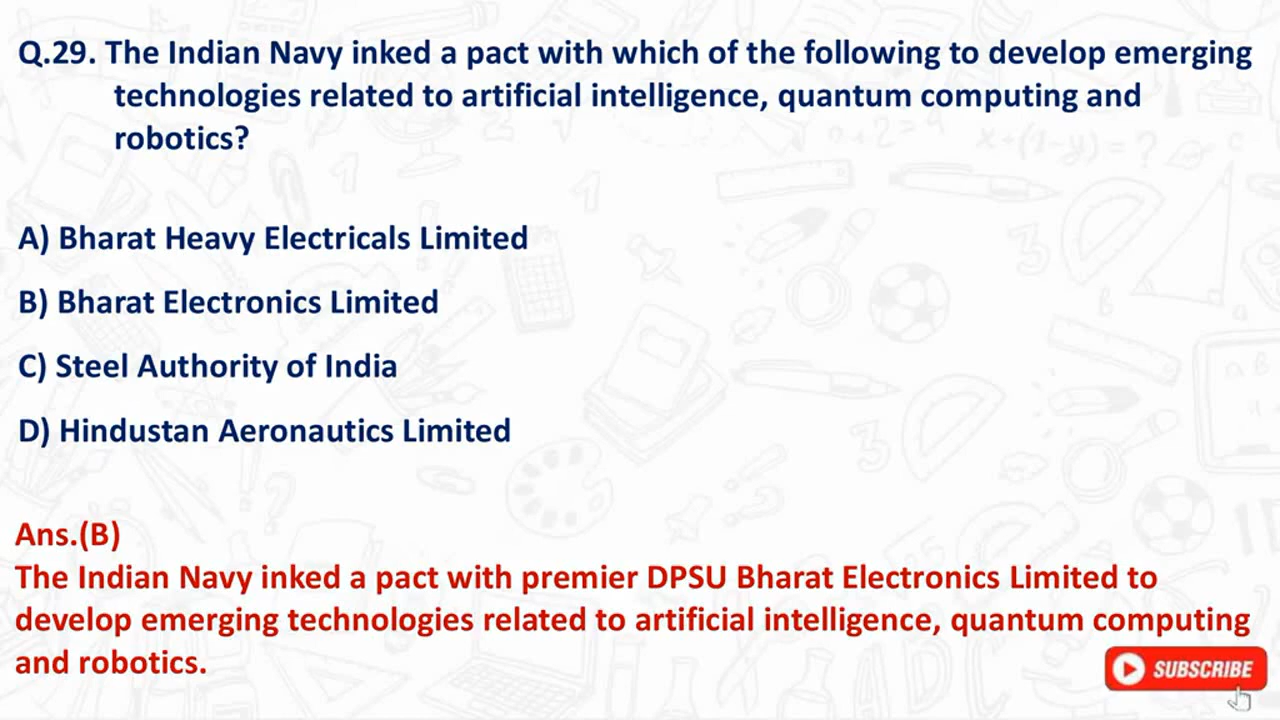 Q.29. The Indian Navy inked a pact with which of the following to develop emerging
technologies related to artificial intelligence, quantum computing and
robotics?
A) Bharat Heavy Electricals Limited
B) Bharat Electronics Limited
C) Steel Authority of India
D) Hindustan Aeronautics Limited
Ans.(B)
The Indian Navy inked a pact with premier DPSU Bharat Electronics Limited to
develop emerging technologies related to artificial intelligence, quantum computing
and robotics.
SUBSCRIBE